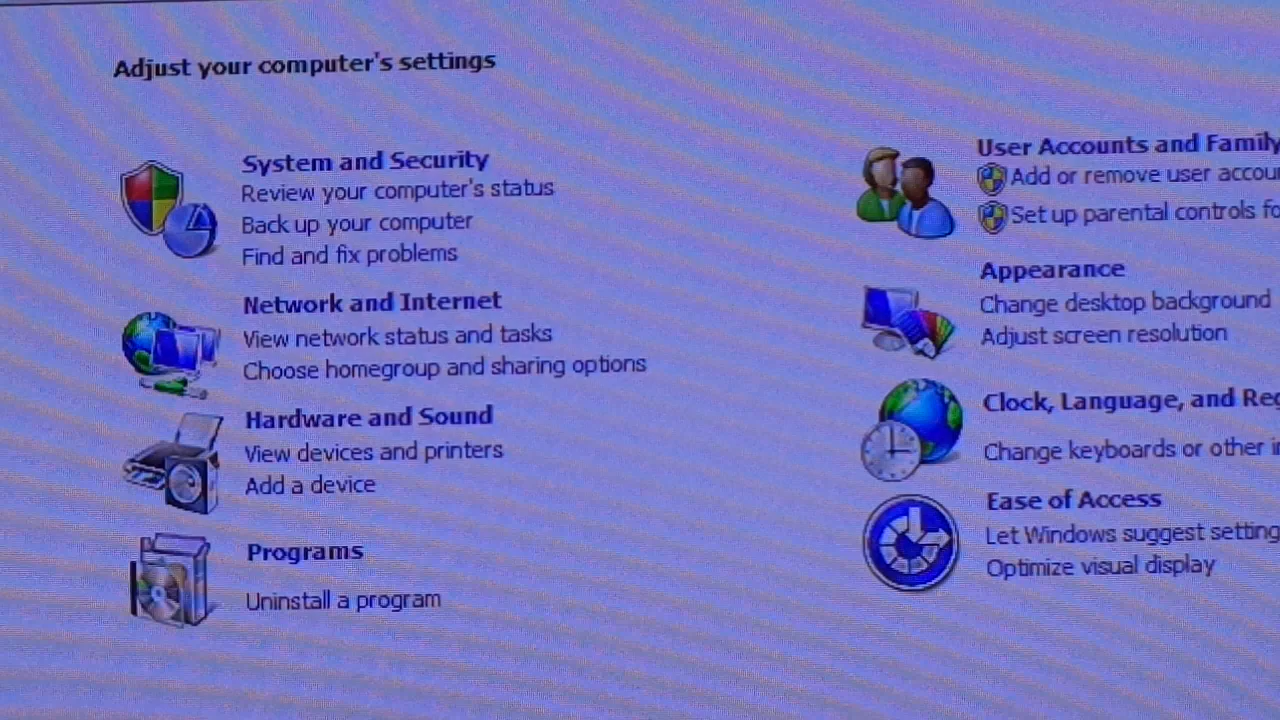 Adjust your computer's settings
System and Security
Review your computer's status
Back up your computer
Find and fix problems
Network and Internet
View network status and tasks
Choose homegroup and sharing options
Hardware and Sound
View devices and printers
Add a device
Programs
Uninstall a program
User Accounts and Family
Add or remove user
Set up parental controls
Appearance
Change desktop background
Adjust screen resolution
Clock, Language, and
Change keyboards or other
Ease of Access
Let Windows suggest
Optimize visual display